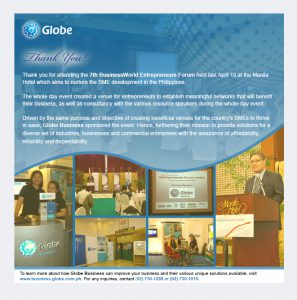 Globe
Thank You!
Thank you for attending the 7th BusinessWorld Entrepreneurs Forum held last April 19 at the Manila
Hotel which aims to nurture the SME development in the Philippines.
The whole day event created a venue for entrepreneurs to establish meaningful networks that will benefit
their business, as well as consultancy with the various resource speakers during the whole day event.
Driven by the same purpose and objective of creating beneficial venues for the country's SMEs to thrive
in ease, Globe Business sponsored the event. Hence, furthering their mission to provide solutions for a
diverse set of industries, businesses and commercial enterprises with the assurance of affordability,
reliability and dependability.
Globe
Manila
Hotel
To learn more about how Globe Business can improve your business and their various unique solutions available, visit
www.business.globe.com.ph. For any inquiries, contact (02) 730-1288 or (02) 730-1010.